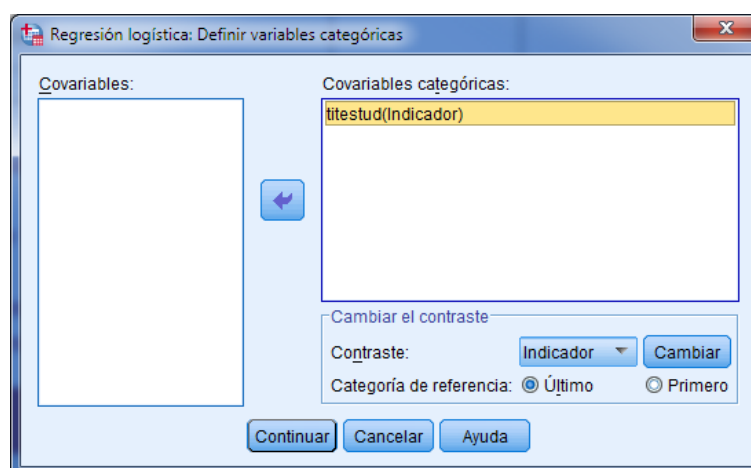 Regresión logística: Definir variables categóricas
Covariables:
Covariables categóricas:
titestud(Indicador)
Cambiar el contraste
Contraste: Indicador Cambiar
Categoría de referencia: Último Primero
Continuar Cancelar Ayuda